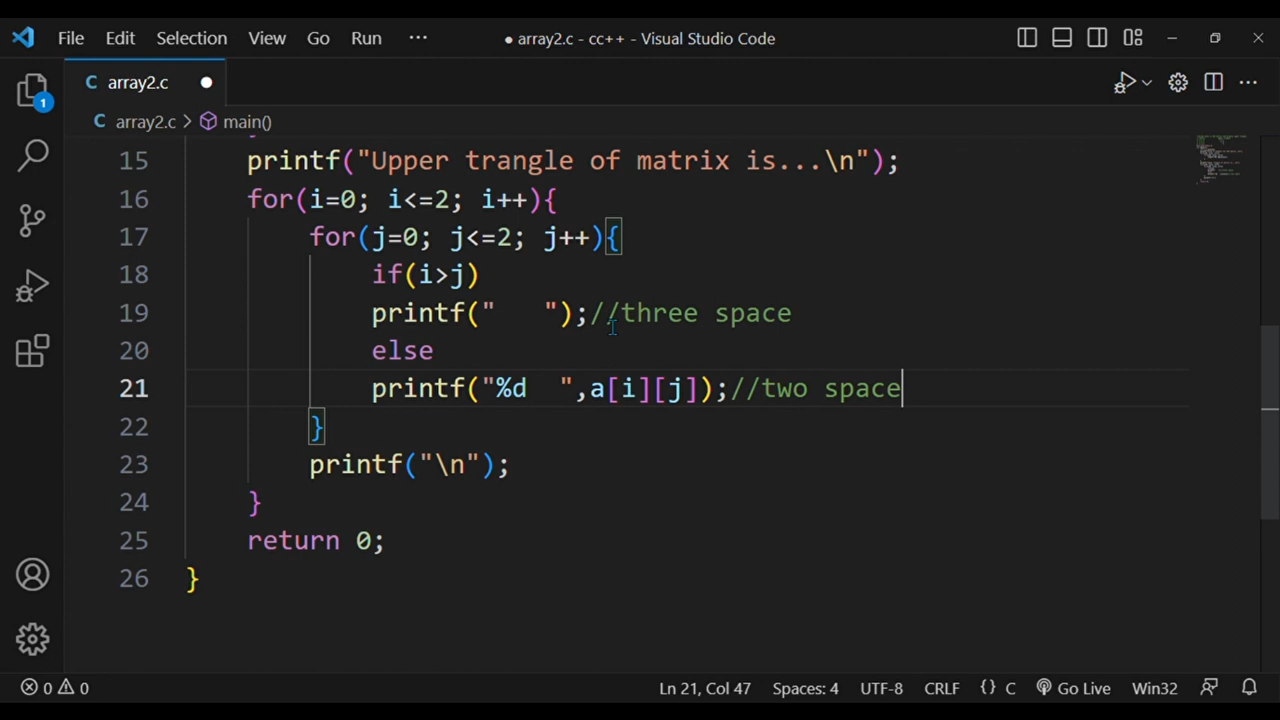 File Edit Selection View Go Run ··· ● array2.c - cc++ - Visual Studio Code
C array2.c ●
C array2.c > main()
15 printf("Upper trangle of matrix is...\n");
16 for(i=0; i<=2; i++){
17 for(j=0; j<=2; j++){
18 if(i>j)
19 printf("   ");//three space
20 else
21 printf("%d  ",a[i][j]);//two space
22 }
23 printf("\n");
24 }
25 return 0;
26 }
1
0 0 Ln 21, Col 47 Spaces: 4 UTF-8 CRLF {} C Go Live Win32